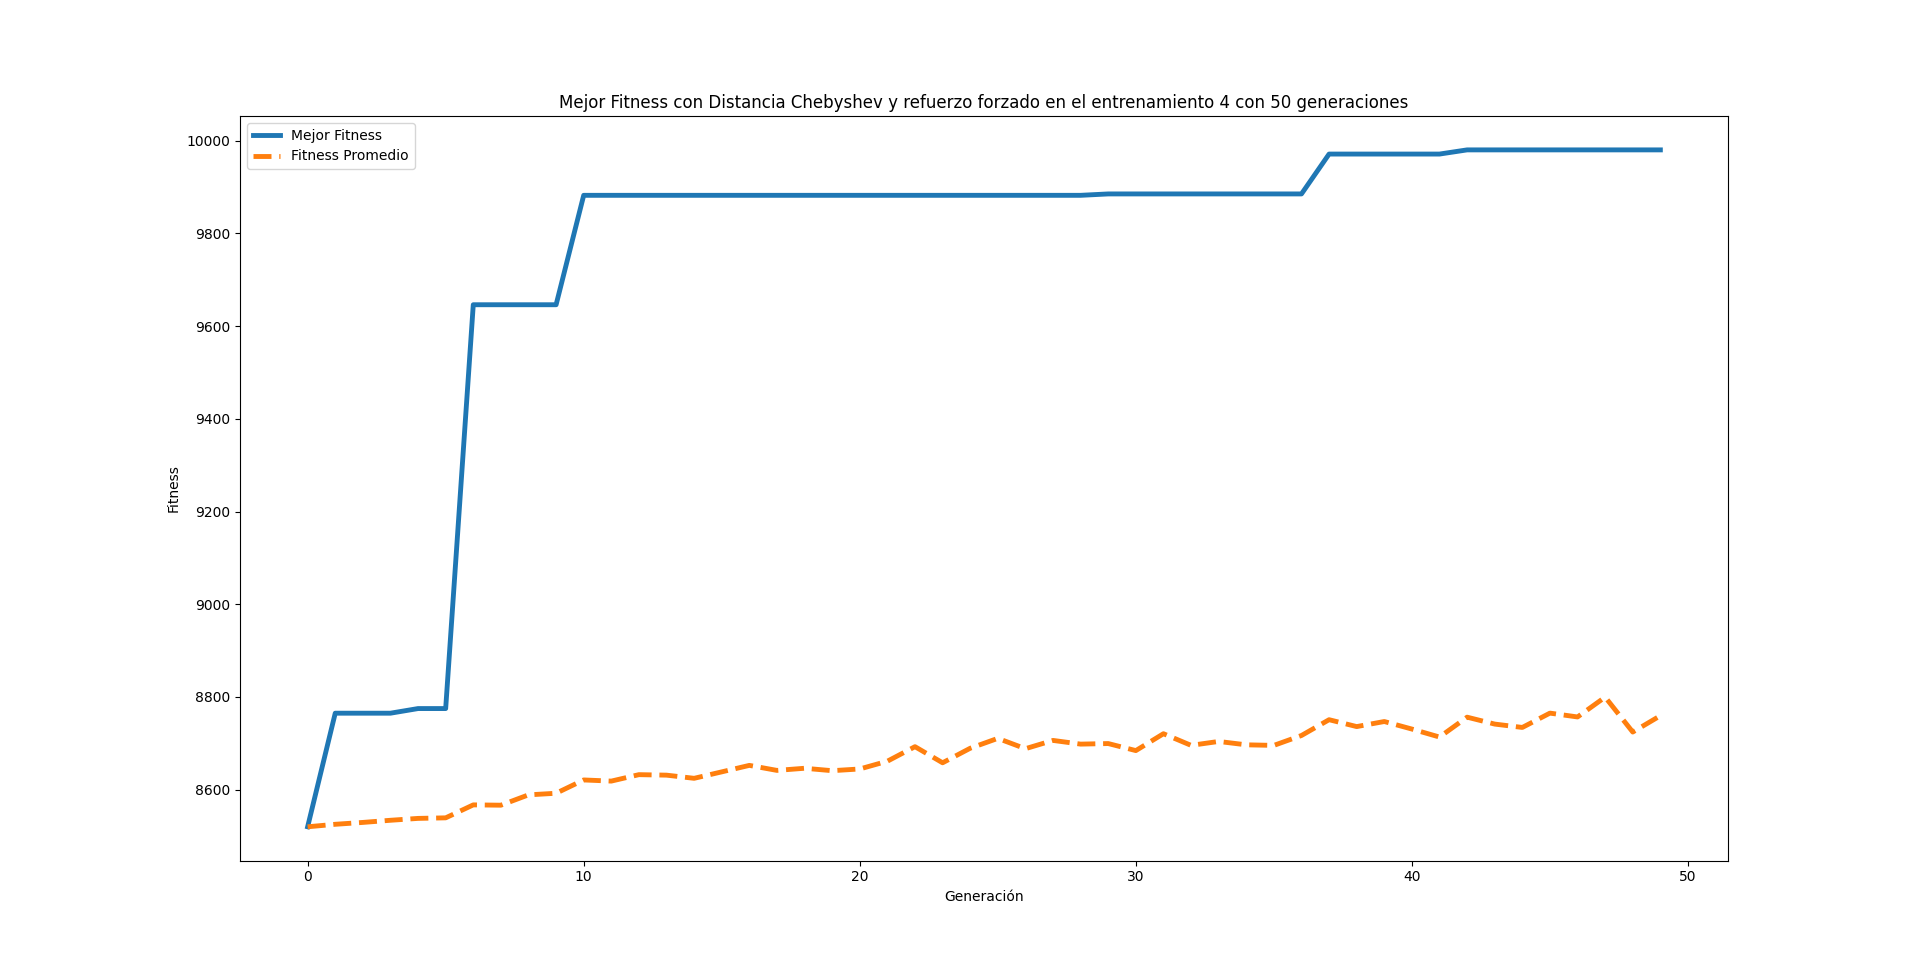 Mejor Fitness con Distancia Chebyshev y refuerzo forzado en el entrenamiento 4 con 50 generaciones
Mejor Fitness
Fitness Promedio
10000
9800
9600
9400
9200
9000
8800
8600
Fitness
0 10 20 30 40 50
Generación